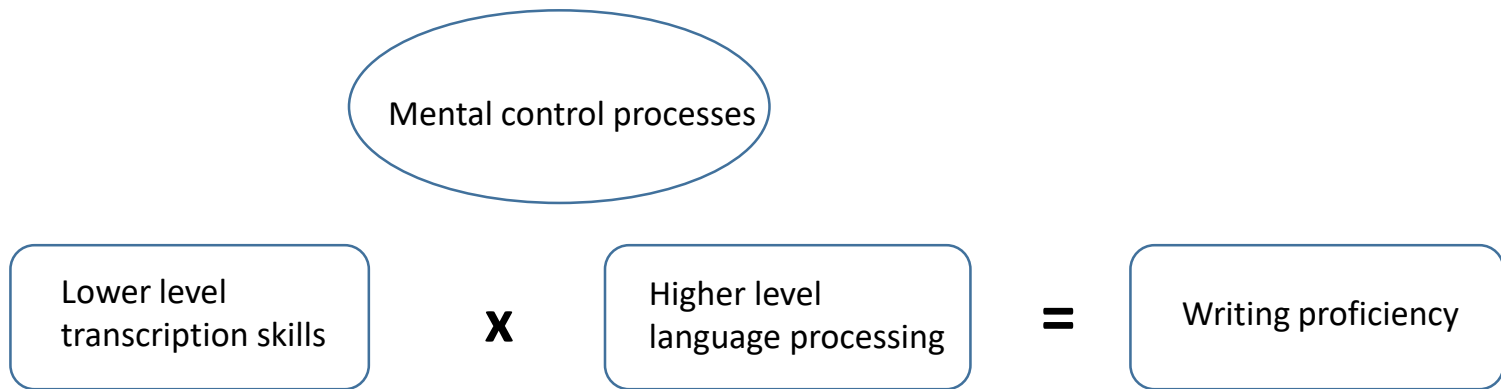 Mental control processes
Lower level
transcription skills
x
Higher level
language processing
=
Writing proficiency